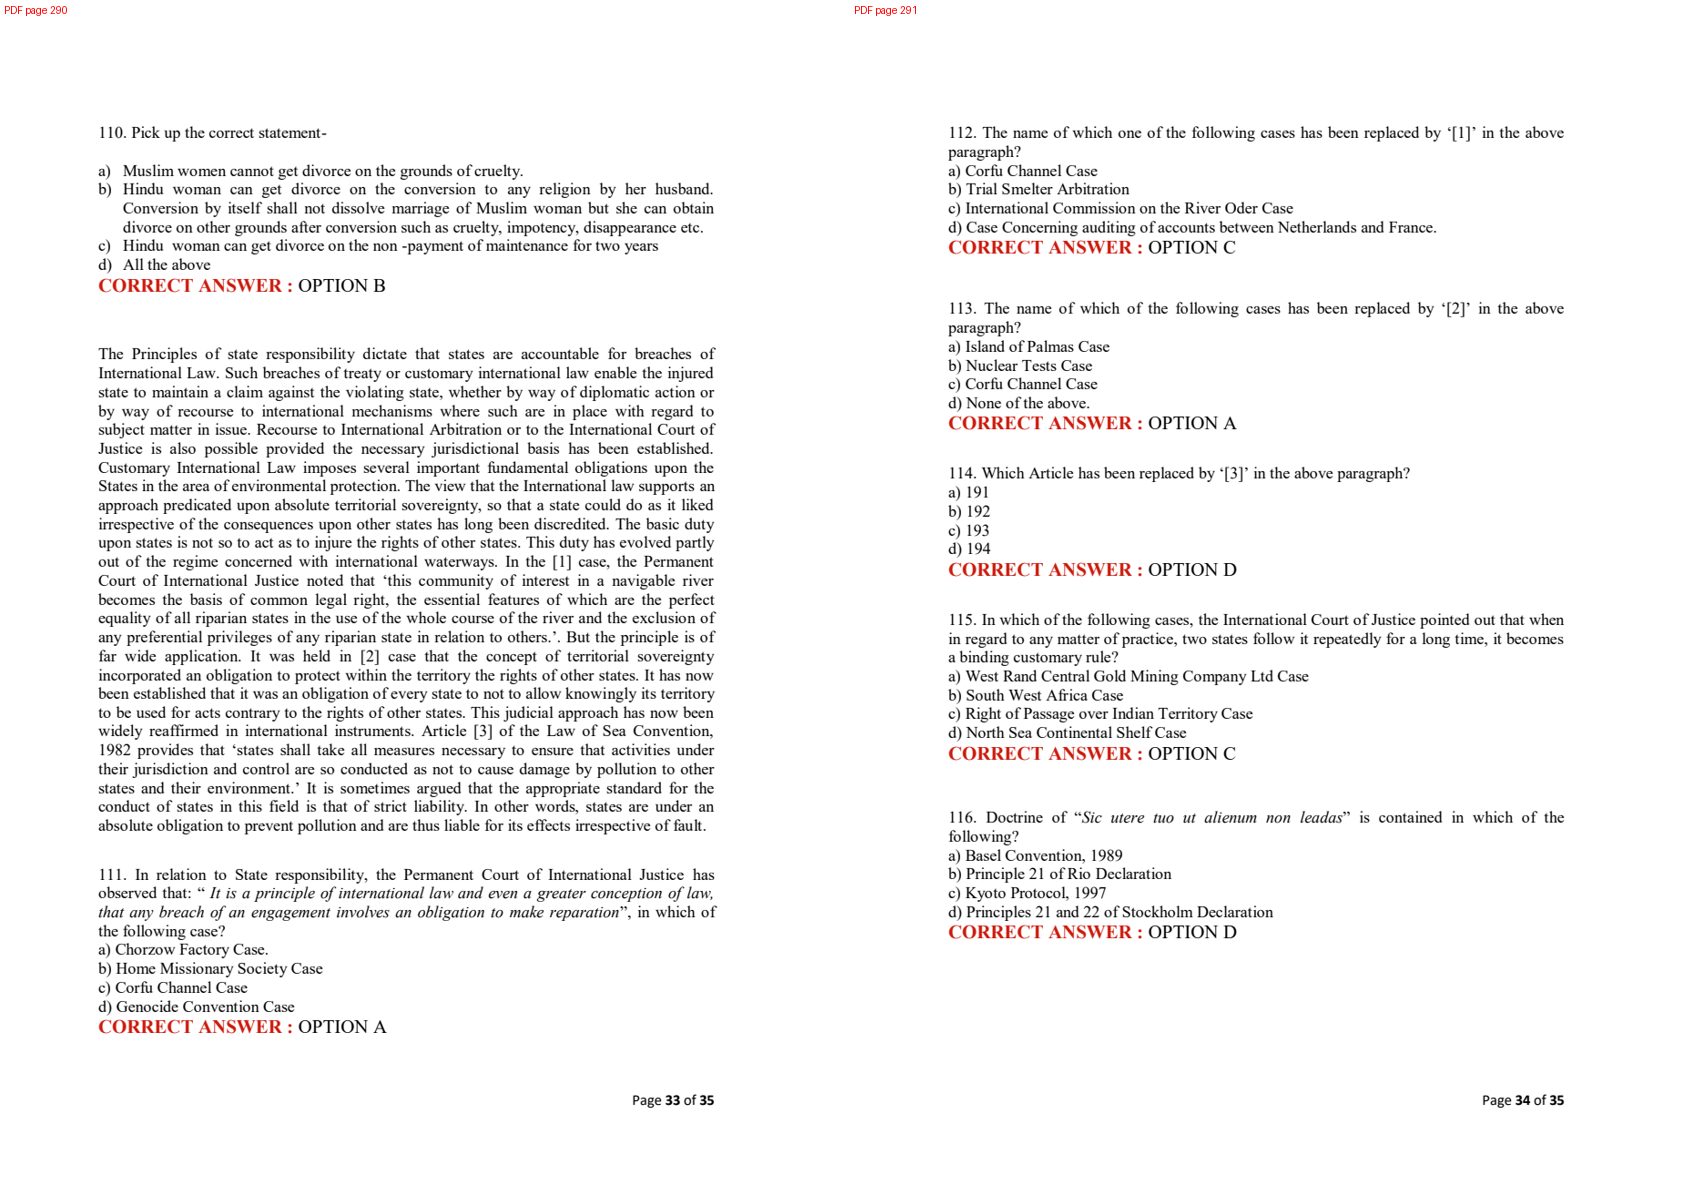 PDF page 290
110. Pick up the correct statement-
a) Muslim women cannot get divorce on the grounds of cruelty.
b) Hindu woman can get divorce on the conversion to any religion by her husband.
Conversion by itself shall not dissolve marriage of Muslim woman but she can obtain
divorce on other grounds after conversion such as cruelty, impotency, disappearance etc.
c) Hindu woman can get divorce on the non -payment of maintenance for two years
d) All the above
CORRECT ANSWER : OPTION B
The Principles of state responsibility dictate that states are accountable for breaches of
International Law. Such breaches of treaty or customary international law enable the injured
state to maintain a claim against the violating state, whether by way of diplomatic action or
by way of recourse to international mechanisms where such are in place with regard to
subject matter in issue. Recourse to International Arbitration or to the International Court of
Justice is also possible provided the necessary jurisdictional basis has been established.
Customary International Law imposes several important fundamental obligations upon the
States in the area of environmental protection. The view that the International law supports an
approach predicated upon absolute territorial sovereignty, so that a state could do as it liked
irrespective of the consequences upon other states has long been discredited. The basic duty
upon states is not so to act as to injure the rights of other states. This duty has evolved partly
out of the regime concerned with international waterways. In the [1] case, the Permanent
Court of International Justice noted that ‘this community of interest in a navigable river
becomes the basis of common legal right, the essential features of which are the perfect
equality of all riparian states in the use of the whole course of the river and the exclusion of
any preferential privileges of any riparian state in relation to others.’. But the principle is of
far wide application. It was held in [2] case that the concept of territorial sovereignty
incorporated an obligation to protect within the territory the rights of other states. It has now
been established that it was an obligation of every state to not to allow knowingly its territory
to be used for acts contrary to the rights of other states. This judicial approach has now been
widely reaffirmed in international instruments. Article [3] of the Law of Sea Convention,
1982 provides that ‘states shall take all measures necessary to ensure that activities under
their jurisdiction and control are so conducted as not to cause damage by pollution to other
states and their environment.’ It is sometimes argued that the appropriate standard for the
conduct of states in this field is that of strict liability. In other words, states are under an
absolute obligation to prevent pollution and are thus liable for its effects irrespective of fault.
111. In relation to State responsibility, the Permanent Court of International Justice has
observed that: “ It is a principle of international law and even a greater conception of law,
that any breach of an engagement involves an obligation to make reparation”, in which of
the following case?
a) Chorzow Factory Case.
b) Home Missionary Society Case
c) Corfu Channel Case
d) Genocide Convention Case
CORRECT ANSWER : OPTION A
Page 33 of 35
PDF page 291
112. The name of which one of the following cases has been replaced by ‘[1]’ in the above
paragraph?
a) Corfu Channel Case
b) Trial Smelter Arbitration
c) International Commission on the River Oder Case
d) Case Concerning auditing of accounts between Netherlands and France.
CORRECT ANSWER : OPTION C
113. The name of which of the following cases has been replaced by ‘[2]’ in the above
paragraph?
a) Island of Palmas Case
b) Nuclear Tests Case
c) Corfu Channel Case
d) None of the above.
CORRECT ANSWER : OPTION A
114. Which Article has been replaced by ‘[3]’ in the above paragraph?
a) 191
b) 192
c) 193
d) 194
CORRECT ANSWER : OPTION D
115. In which of the following cases, the International Court of Justice pointed out that when
in regard to any matter of practice, two states follow it repeatedly for a long time, it becomes
a binding customary rule?
a) West Rand Central Gold Mining Company Ltd Case
b) South West Africa Case
c) Right of Passage over Indian Territory Case
d) North Sea Continental Shelf Case
CORRECT ANSWER : OPTION C
116. Doctrine of “Sic utere tuo ut alienum non leadas” is contained in which of the
following?
a) Basel Convention, 1989
b) Principle 21 of Rio Declaration
c) Kyoto Protocol, 1997
d) Principles 21 and 22 of Stockholm Declaration
CORRECT ANSWER : OPTION D
Page 34 of 35